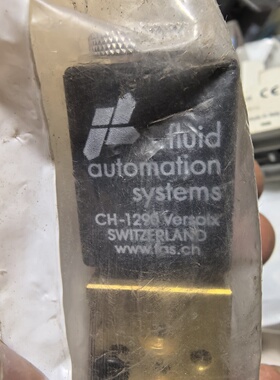 fluid
automation
systems
CH-1290 Versoix
SWITZERLAND
www.fas.ch